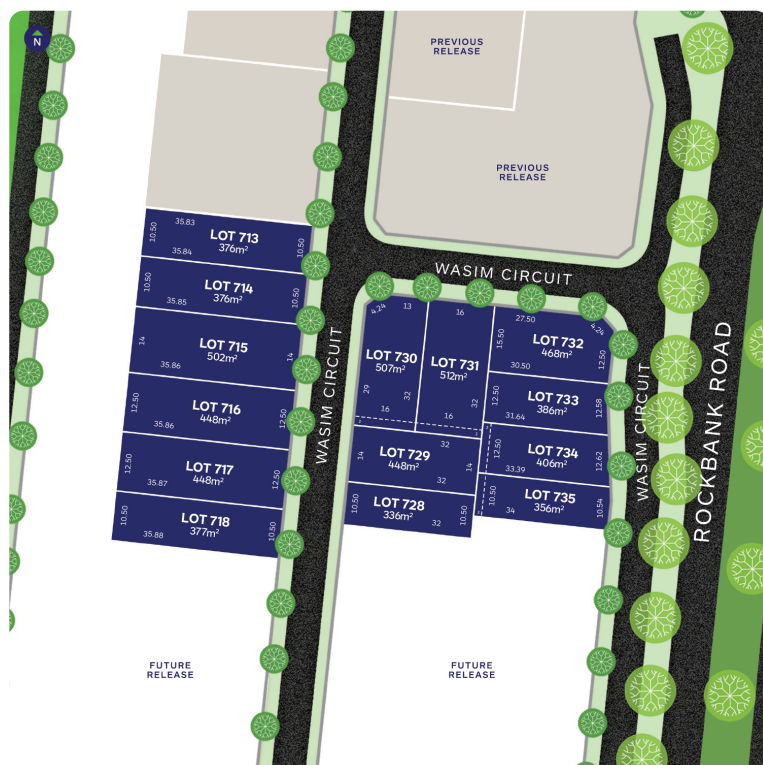 N
PREVIOUS
RELEASE
PREVIOUS
RELEASE
WASIM CIRCUIT
35.83
10.50
LOT 713
376m²
10.50
35.84
10.50
LOT 714
376m²
10.50
35.85
14
LOT 715
502m²
14
35.86
12.50
LOT 716
448m²
12.50
35.86
12.50
LOT 717
448m²
12.50
35.87
10.50
LOT 718
377m²
10.50
35.88
WASIM CIRCUIT
4.24
13
LOT 730
507m²
29
32
16
16
LOT 731
512m²
32
16
27.50
4.24
15.50
LOT 732
468m²
12.50
30.50
12.50
LOT 733
386m²
12.58
31.64
12.50
LOT 734
406m²
12.62
33.39
10.50
LOT 735
356m²
10.54
34
32
14
LOT 729
448m²
14
32
10.50
LOT 728
336m²
10.50
32
WASIM CIRCUIT
ROCKBANK ROAD
FUTURE
RELEASE
FUTURE
RELEASE